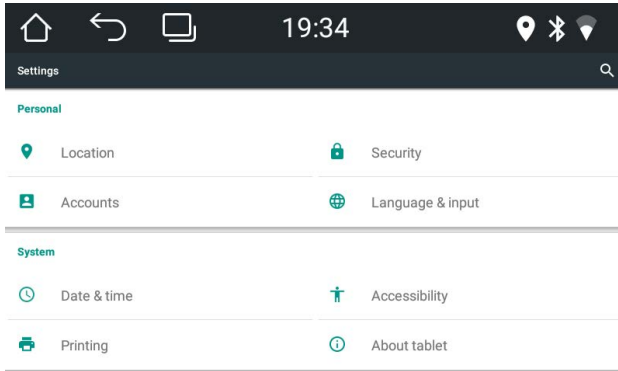 19:34
Settings
Personal
Location
Security
Accounts
Language & input
System
Date & time
Accessibility
Printing
About tablet